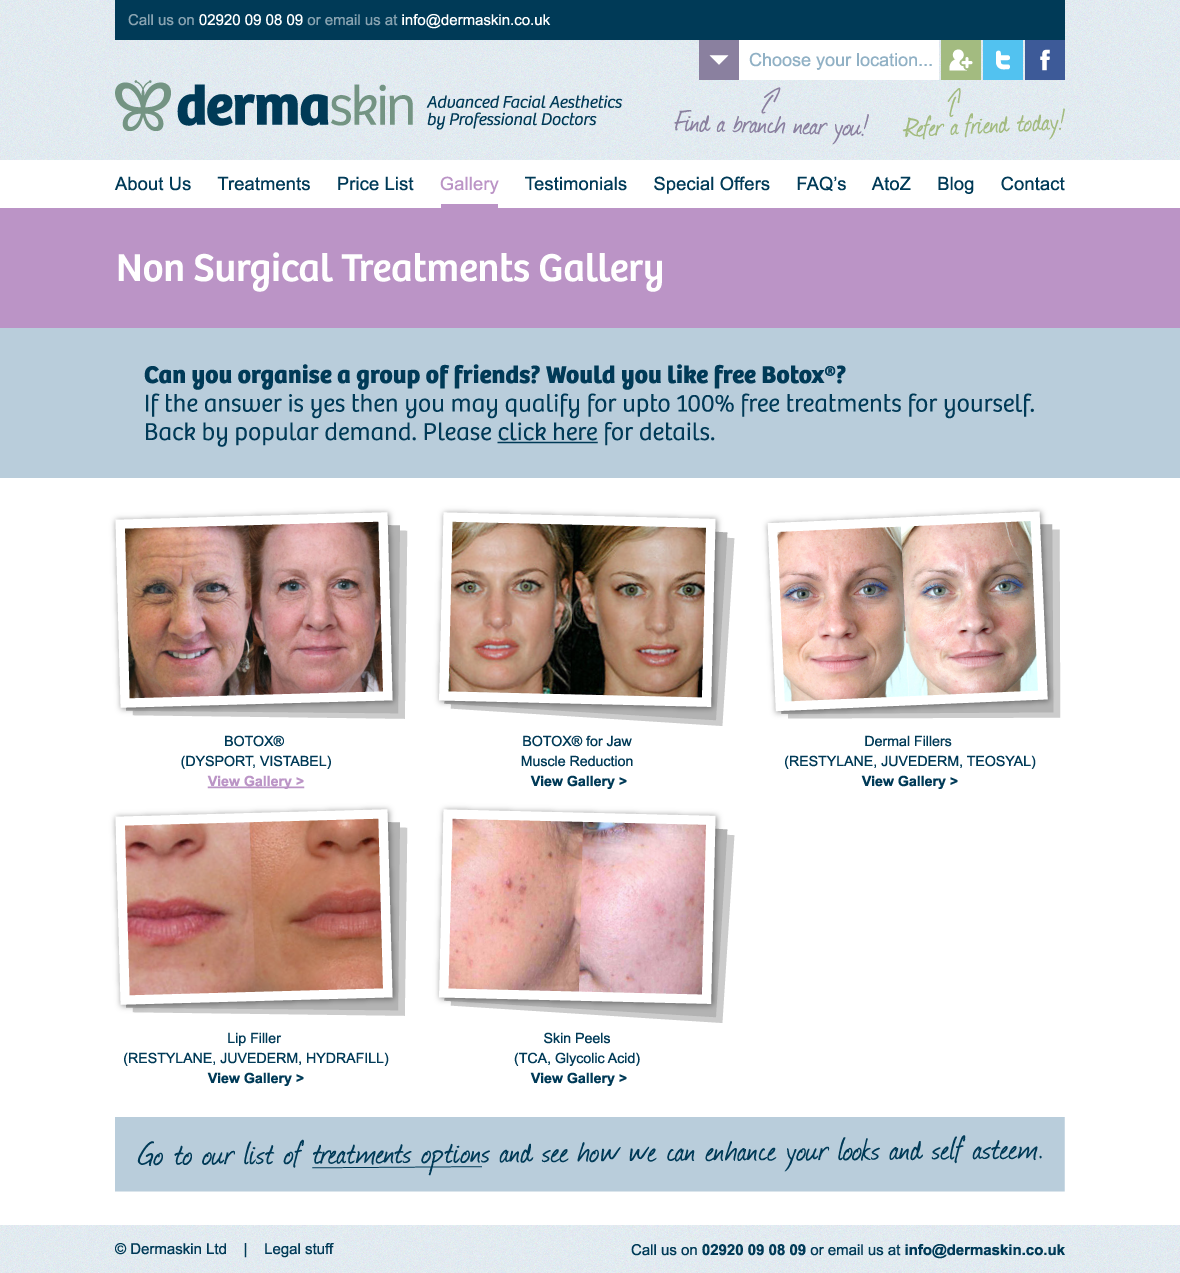 Call us on 02920 09 08 09 or email us at info@dermaskin.co.uk
Choose your location...
dermaskin
Advanced Facial Aesthetics
by Professional Doctors
Find a branch near you!
Refer a friend today!
About Us Treatments Price List Gallery Testimonials Special Offers FAQ's AtoZ Blog Contact
Non Surgical Treatments Gallery
Can you organise a group of friends? Would you like free Botox®?
If the answer is yes then you may qualify for upto 100% free treatments for yourself.
Back by popular demand. Please click here for details.
BOTOX®
(DYSPORT, VISTABEL)
View Gallery >
BOTOX® for Jaw
Muscle Reduction
View Gallery >
Dermal Fillers
(RESTYLANE, JUVEDERM, TEOSYAL)
View Gallery >
Lip Filler
(RESTYLANE, JUVEDERM, HYDRAFILL)
View Gallery >
Skin Peels
(TCA, Glycolic Acid)
View Gallery >
Go to our list of treatments options and see how we can enhance your looks and self asteem.
© Dermaskin Ltd | Legal stuff
Call us on 02920 09 08 09 or email us at info@dermaskin.co.uk